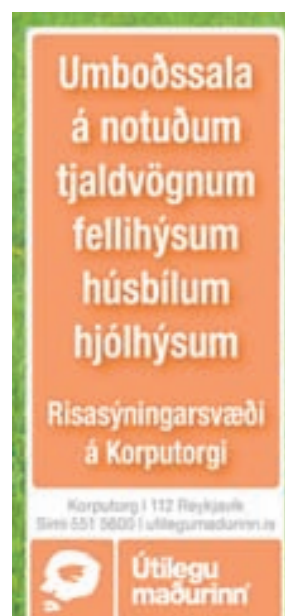 Umboðssala
á notuðum
tjaldvögnum
fellihýsum
húsbílum
hjólhýsum
Risasýningarsvæði
á Korputorgi
Korputorg | 112 Reykjavík
Sími 551 5600 | utilegumadurinn.is
Útilegu
maðurinn